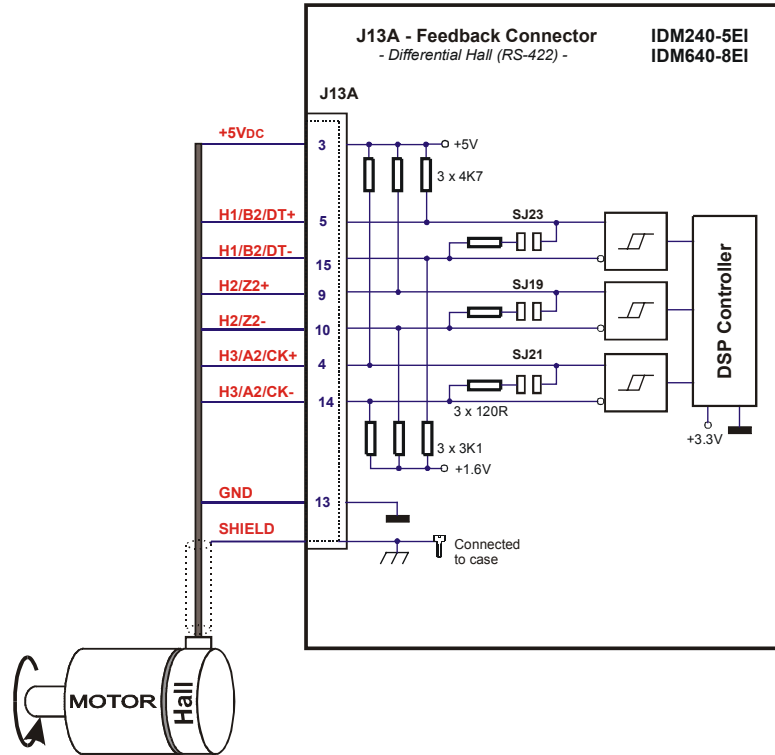 J13A - Feedback Connector
- Differential Hall (RS-422) -
IDM240-5EI
IDM640-8EI
J13A
+5VDC
3
+5V
3 x 4K7
H1/B2/DT+
5
SJ23
H1/B2/DT-
15
H2/Z2+
9
SJ19
H2/Z2-
10
H3/A2/CK+
4
SJ21
H3/A2/CK-
14
3 x 120R
DSP Controller
+3.3V
3 x 3K1
+1.6V
GND
13
SHIELD
Connected
to case
MOTOR
Hall